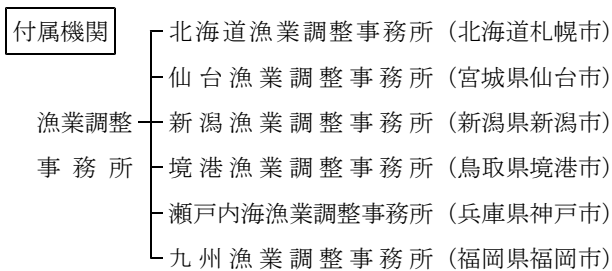 付属機関
北海道漁業調整事務所（北海道札幌市）
仙台漁業調整事務所（宮城県仙台市）
漁業調整
新潟漁業調整事務所（新潟県新潟市）
事務所
境港漁業調整事務所（鳥取県境港市）
瀬戸内海漁業調整事務所（兵庫県神戸市）
九州漁業調整事務所（福岡県福岡市）